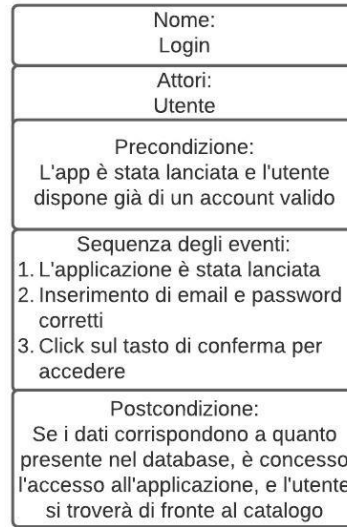 Nome:
Login
Attori:
Utente
Precondizione:
L'app è stata lanciata e l'utente
dispone già di un account valido
Sequenza degli eventi:
1. L'applicazione è stata lanciata
2. Inserimento di email e password
corretti
3. Click sul tasto di conferma per
accedere
Postcondizione:
Se i dati corrispondono a quanto
presente nel database, è concesso
l'accesso all'applicazione, e l'utente
si troverà di fronte al catalogo